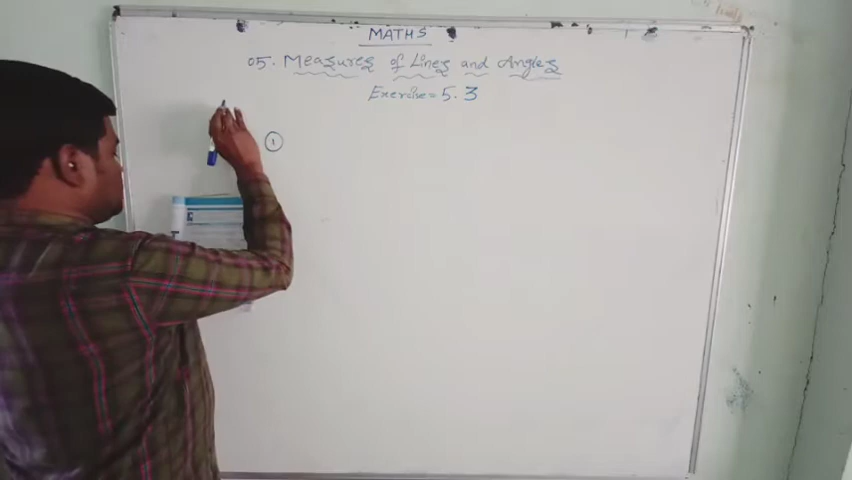 MATHS
05. Measures of Lines and Angles
Exercise = 5.3
①